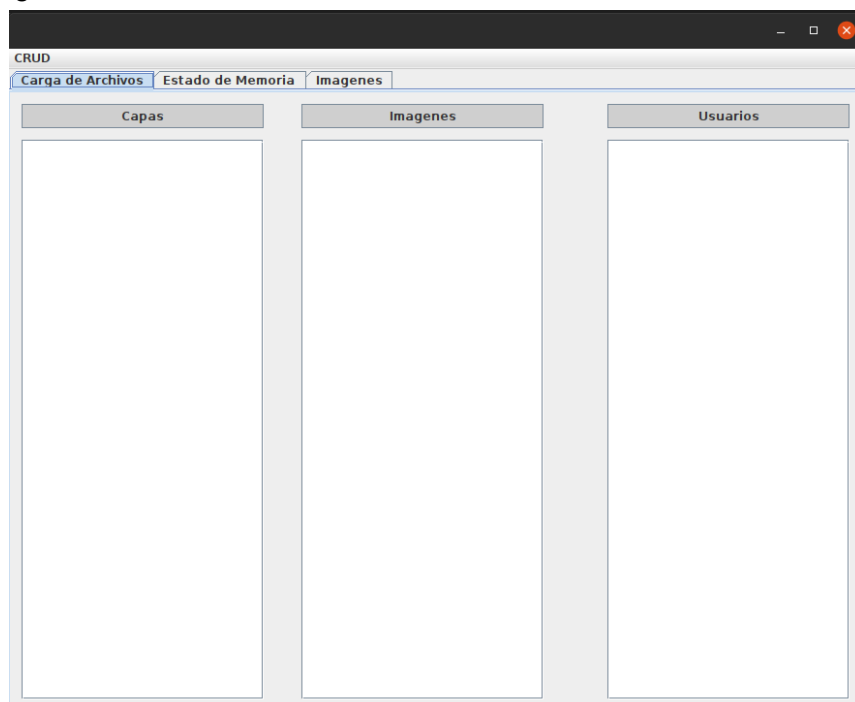 CRUD
Carga de Archivos Estado de Memoria Imagenes
Capas Imagenes Usuarios